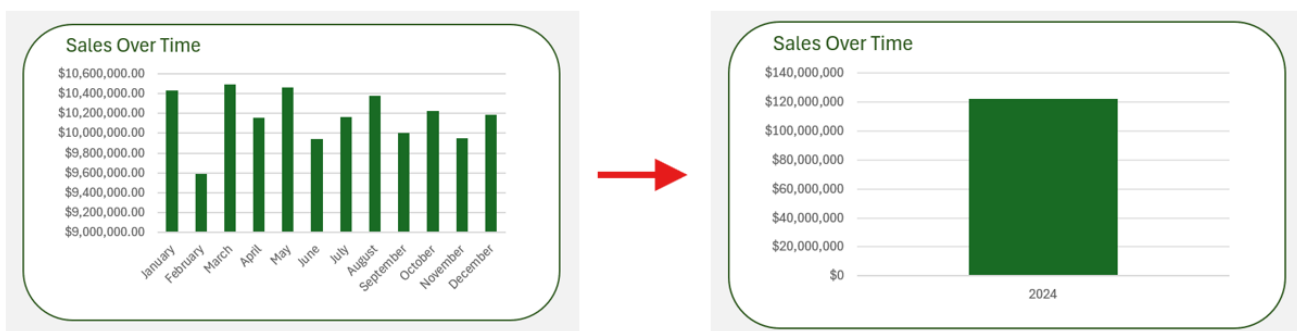 Sales Over Time
$10,600,000.00
$10,400,000.00
$10,200,000.00
$10,000,000.00
$9,800,000.00
$9,600,000.00
$9,400,000.00
$9,200,000.00
$9,000,000.00
January
February
March
April
May
June
July
August
September
October
November
December
Sales Over Time
$140,000,000
$120,000,000
$100,000,000
$80,000,000
$60,000,000
$40,000,000
$20,000,000
$0
2024